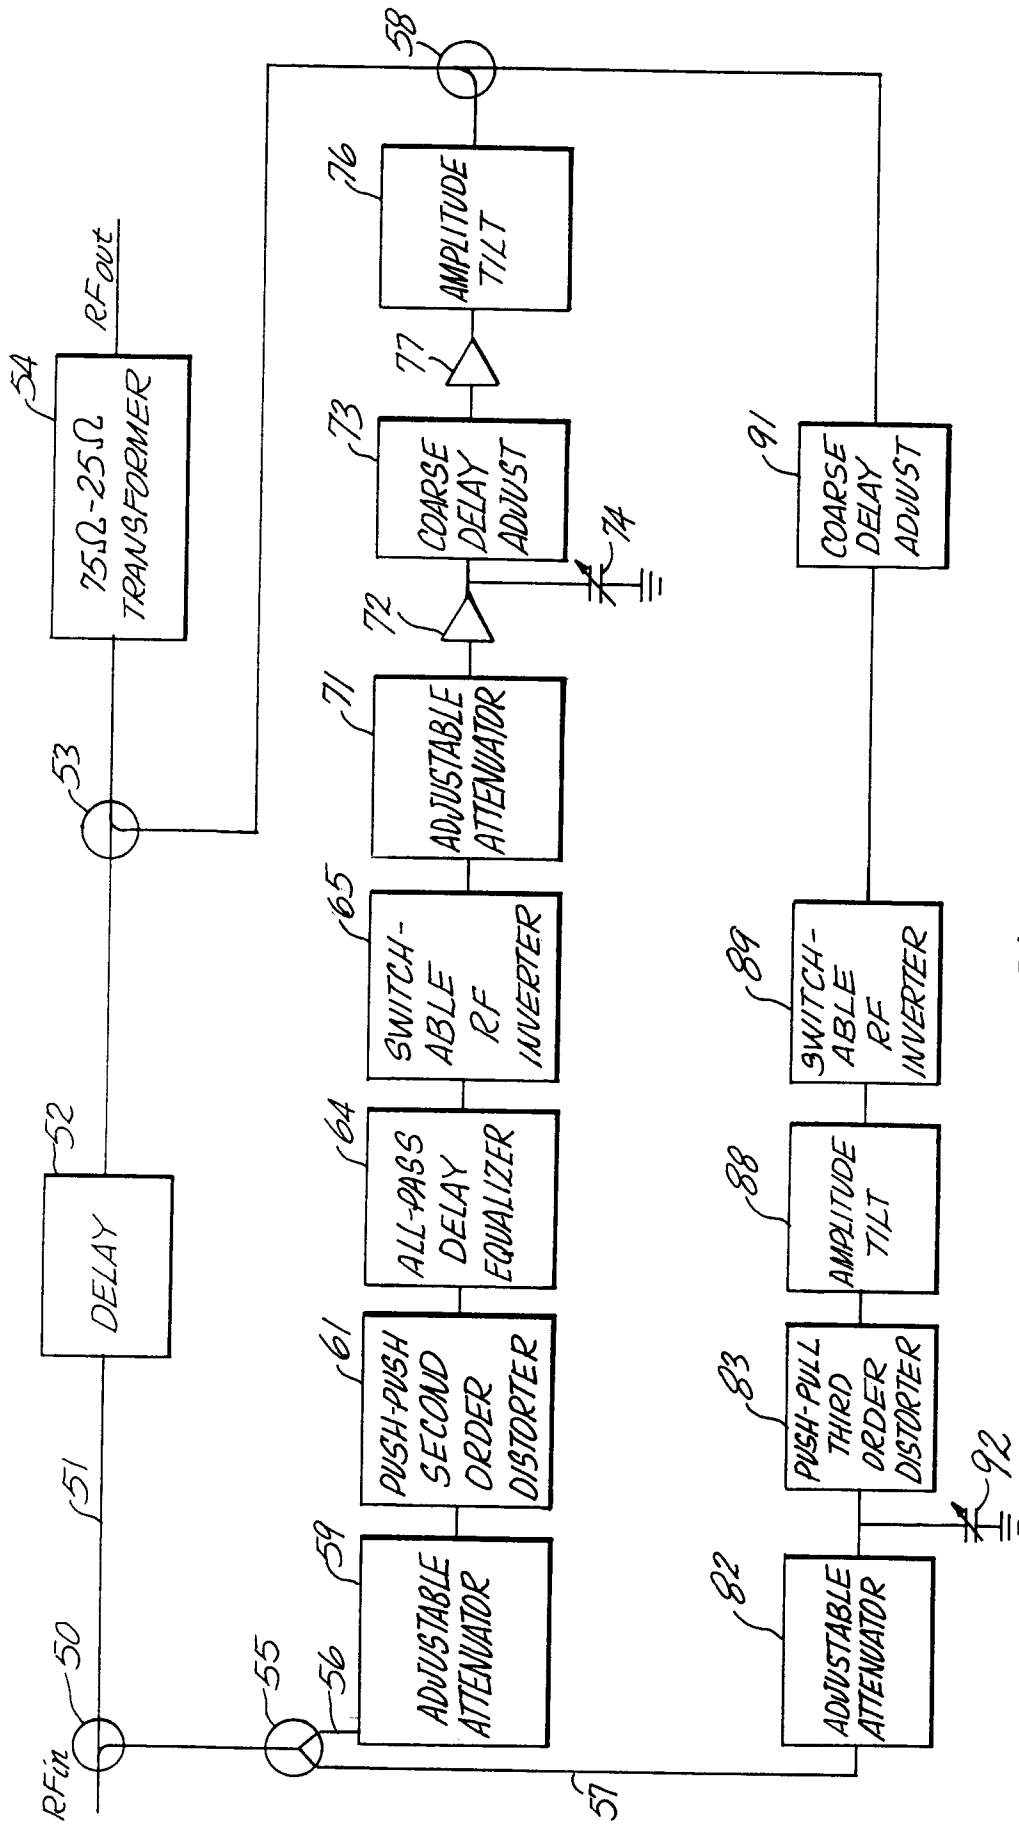 RFin
50
51
52
DELAY
53
54
75Ω-25Ω
TRANSFORMER
RFout
55
56
57
58
59
ADJUSTABLE
ATTENUATOR
61
PUSH-PUSH
SECOND
ORDER
DISTORTER
64
ALL-PASS
DELAY
EQUALIZER
65
SWITCH-
ABLE
RF
INVERTER
71
ADJUSTABLE
ATTENUATOR
72
73
COARSE
DELAY
ADJUST
74
77
76
AMPLITUDE
TILT
82
ADJUSTABLE
ATTENUATOR
92
83
PUSH-PULL
THIRD
ORDER
DISTORTER
88
AMPLITUDE
TILT
89
SWITCH-
ABLE
RF
INVERTER
91
COARSE
DELAY
ADJUST